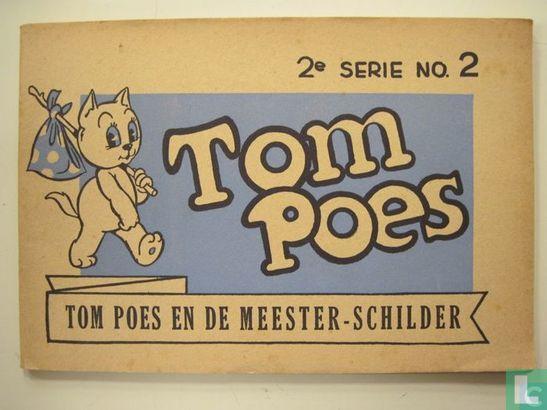 2e SERIE NO. 2
Tom
Poes
TOM POES EN DE MEESTER-SCHILDER